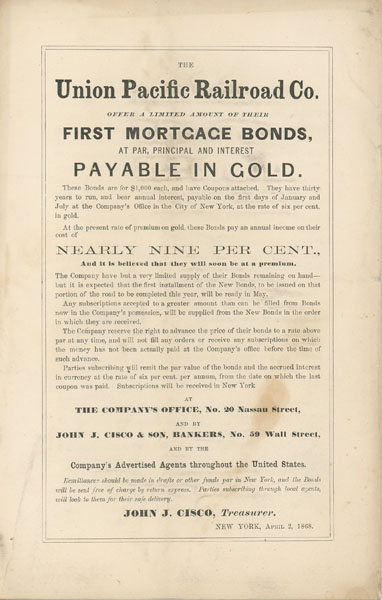 THE
Union Pacific Railroad Co.
OFFER A LIMITED AMOUNT OF THEIR
FIRST MORTGAGE BONDS,
AT PAR, PRINCIPAL AND INTEREST
PAYABLE IN GOLD.
These Bonds are for $1,000 each, and have Coupons attached. They have thirty
years to run, and bear annual interest, payable on the first days of January and
July at the Company's Office in the City of New York, at the rate of six per cent.
in gold.
At the present rate of premium on gold, these Bonds pay an annual income on their
cost of
NEARLY NINE PER CENT.,
And it is believed that they will soon be at a premium.
The Company have but a very limited supply of their Bonds remaining on hand—
but it is expected that the first installment of the New Bonds, to be issued on that
portion of the road to be completed this year, will be ready in May.
Any subscriptions accepted to a greater amount than can be filled from Bonds
now in the Company's possession, will be supplied from the New Bonds in the order
in which they are received.
The Company reserve the right to advance the price of their bonds to a rate above
par at any time, and will not fill any orders or receive any subscriptions on which
the money has not been actually paid at the Company's office before the time of
such advance.
Parties subscribing will remit the par value of the bonds and the accrued interest
in currency at the rate of six per cent. per annum, from the date on which the last
coupon was paid. Subscriptions will be received in New York
AT
THE COMPANY'S OFFICE, No. 20 Nassau Street,
AND BY
JOHN J. CISCO & SON, BANKERS, No. 59 Wall Street,
AND BY THE
Company's Advertised Agents throughout the United States.
Remittances should be made in drafts or other funds par in New York, and the Bonds
will be sent free of charge by return express. Parties subscribing through local agents,
will look to them for their safe delivery.
JOHN J. CISCO, Treasurer.
NEW YORK, APRIL 2, 1868.